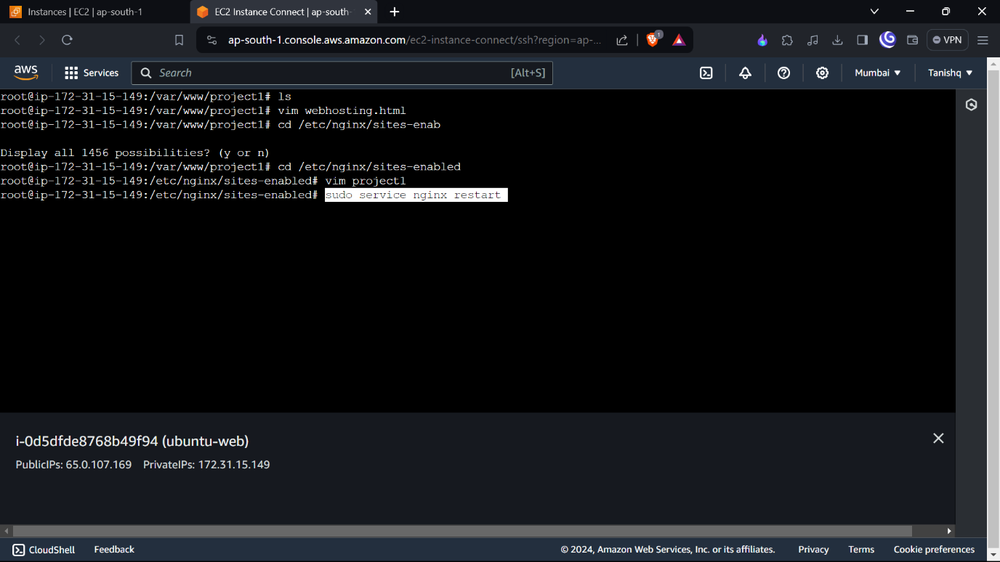 Instances | EC2 | ap-south-1
EC2 Instance Connect | ap-south-
ap-south-1.console.aws.amazon.com/ec2-instance-connect/ssh?region=ap-...
1
VPN
aws
Services
Search
[Alt+S]
Mumbai
Tanishq
root@ip-172-31-15-149:/var/www/project1# ls
root@ip-172-31-15-149:/var/www/project1# vim webhosting.html
root@ip-172-31-15-149:/var/www/project1# cd /etc/nginx/sites-enab
Display all 1456 possibilities? (y or n)
root@ip-172-31-15-149:/var/www/project1# cd /etc/nginx/sites-enabled
root@ip-172-31-15-149:/etc/nginx/sites-enabled# vim project1
root@ip-172-31-15-149:/etc/nginx/sites-enabled# sudo service nginx restart
i-0d5dfde8768b49f94 (ubuntu-web)
PublicIPs: 65.0.107.169 PrivateIPs: 172.31.15.149
CloudShell
Feedback
© 2024, Amazon Web Services, Inc. or its affiliates.
Privacy
Terms
Cookie preferences